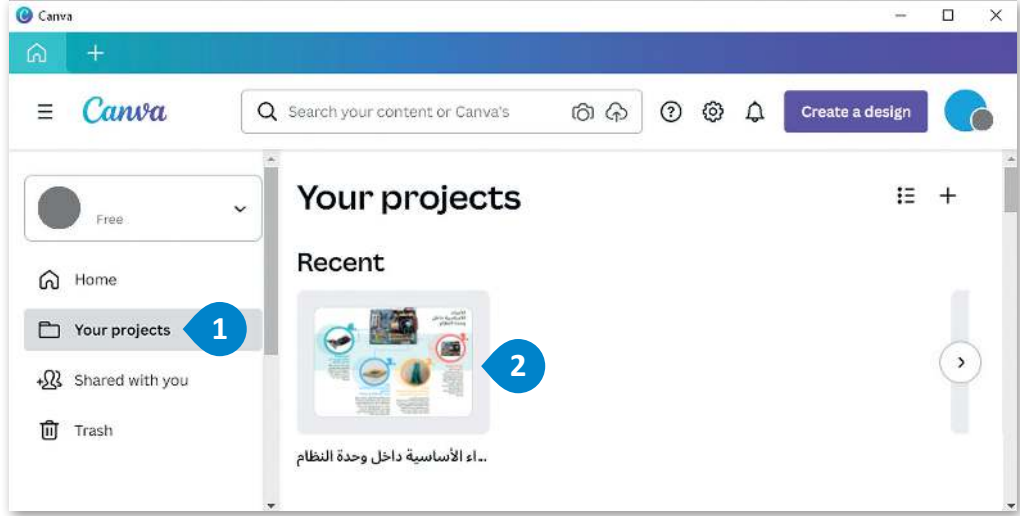 Canva
Canva
Search your content or Canva's
Create a design
Free
Home
Your projects
1
Shared with you
Trash
Your projects
Recent
2
...اء الأساسية داخل وحدة النظام